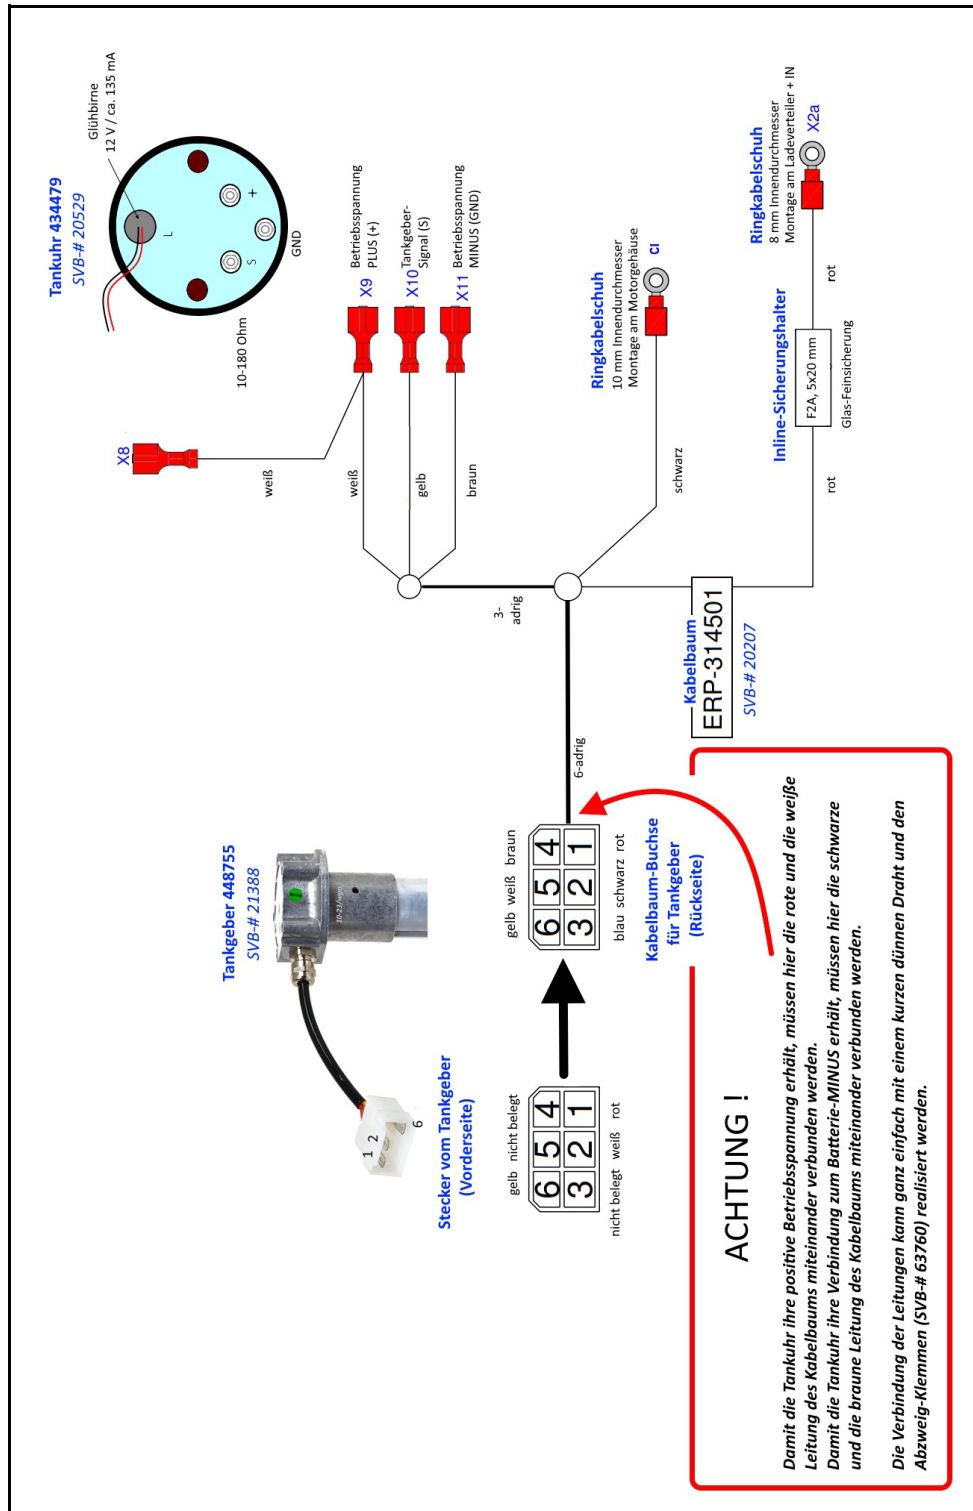 Tankuhr 434479
SVB-# 20529
Glühbirne
12 V / ca. 135 mA
L
S
+
GND
10-180 Ohm
X8
weiß
X9
Betriebsspannung
PLUS (+)
X10
Tankgeber-
Signal (S)
X11
Betriebsspannung
MINUS (GND)
weiß
gelb
braun
3-
adrig
Ringkabelschuh
10 mm Innendurchmesser
Montage am Motorgehäuse
CI
schwarz
Ringkabelschuh
8 mm Innendurchmesser
Montage am Ladeverteiler + IN
X2a
rot
Inline-Sicherungshalter
F2A, 5x20 mm
Glas-Feinsicherung
rot
Kabelbaum
ERP-314501
SVB-# 20207
6-adrig
Tankgeber 448755
SVB-# 21388
10-23/wpo
1
2
6
Stecker vom Tankgeber
(Vorderseite)
gelb nicht belegt
6 5 4
3 2 1
nicht belegt weiß rot
gelb weiß braun
6 5 4
3 2 1
blau schwarz rot
Kabelbaum-Buchse
für Tankgeber
(Rückseite)
ACHTUNG !
Damit die Tankuhr ihre positive Betriebsspannung erhält, müssen hier die rote und die weiße
Leitung des Kabelbaums miteinander verbunden werden.
Damit die Tankuhr ihre Verbindung zum Batterie-MINUS erhält, müssen hier die schwarze
und die braune Leitung des Kabelbaums miteinander verbunden werden.
Die Verbindung der Leitungen kann ganz einfach mit einem kurzen dünnen Draht und den
Abzweig-Klemmen (SVB-# 63760) realisiert werden.